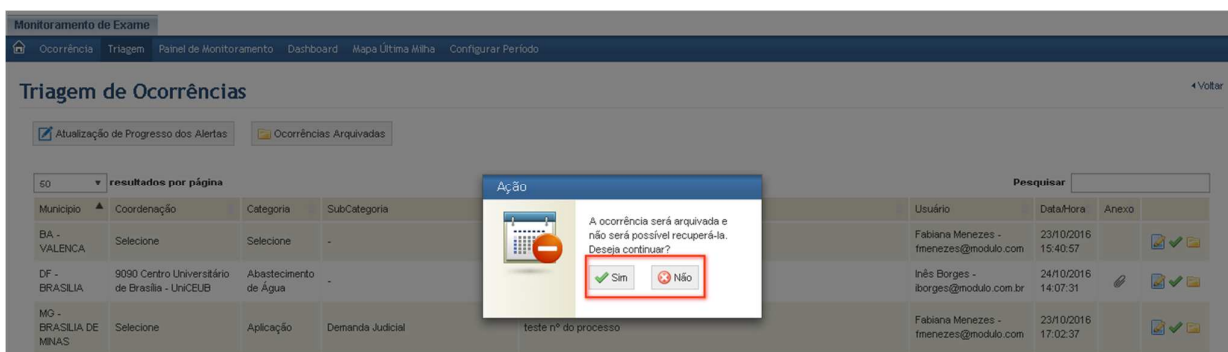 Monitoramento de Exame
Ocorrência Triagem Painel de Monitoramento Dashboard Mapa Última Milha Configurar Período
Triagem de Ocorrências
Voltar
Atualização de Progresso dos Alertas Ocorrências Arquivadas
60 resultados por página
Pesquisar
Ação
A ocorrência será arquivada e
não será possível recuperá-la.
Deseja continuar?
Sim Não
Municipio Coordenação Categoria SubCategoria Usuário Data/Hora Anexo
BA -
VALENCA
Selecione Selecione -
Fabiana Menezes -
fmenezes@modulo.com
23/10/2016
15:40:57
DF -
BRASILIA
9090 Centro Universitário
de Brasília - UniCEUB
Abastecimento
de Água
-
Inês Borges -
iborges@modulo.com.br
24/10/2016
14:07:31
MG -
BRASILIA DE
MINAS
Selecione Aplicação Demanda Judicial teste nº do processo
Fabiana Menezes -
fmenezes@modulo.com
23/10/2016
17:02:37